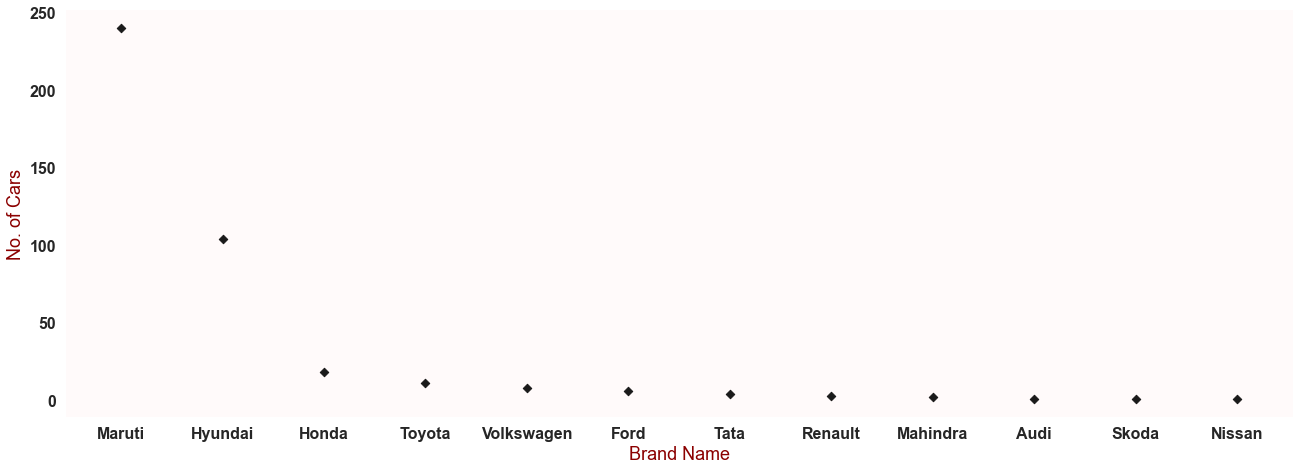 250
200
150
100
50
0
No. of Cars
Maruti Hyundai Honda Toyota Volkswagen Ford Tata Renault Mahindra Audi Skoda Nissan
Brand Name